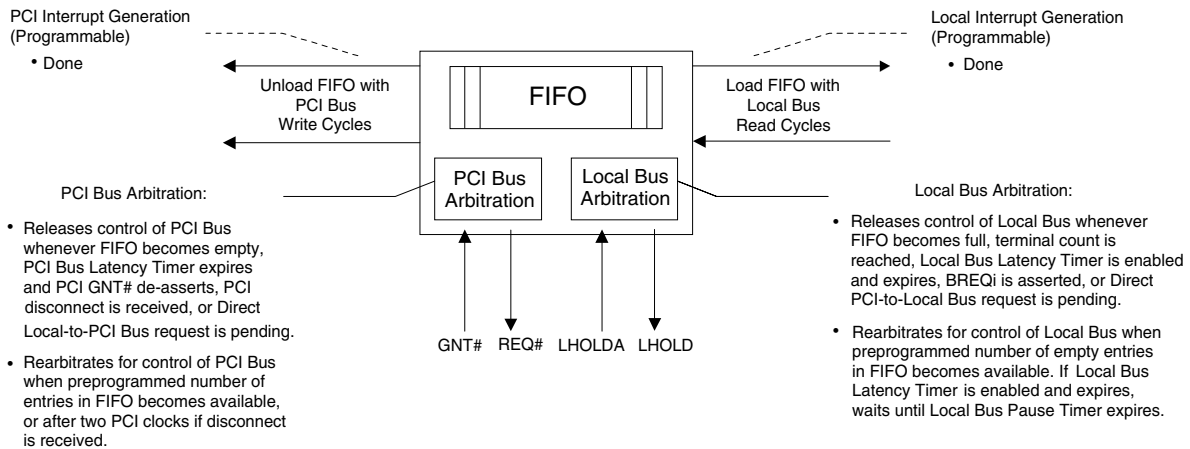 PCI Interrupt Generation
(Programmable)
• Done
Local Interrupt Generation
(Programmable)
• Done
Unload FIFO with
PCI Bus
Write Cycles
FIFO
Load FIFO with
Local Bus
Read Cycles
PCI Bus
Arbitration
Local Bus
Arbitration
PCI Bus Arbitration:
• Releases control of PCI Bus
whenever FIFO becomes empty,
PCI Bus Latency Timer expires
and PCI GNT# de-asserts, PCI
disconnect is received, or Direct
Local-to-PCI Bus request is pending.
• Rearbitrates for control of PCI Bus
when preprogrammed number of
entries in FIFO becomes available,
or after two PCI clocks if disconnect
is received.
GNT# REQ# LHOLDA LHOLD
Local Bus Arbitration:
• Releases control of Local Bus whenever
FIFO becomes full, terminal count is
reached, Local Bus Latency Timer is enabled
and expires, BREQi is asserted, or Direct
PCI-to-Local Bus request is pending.
• Rearbitrates for control of Local Bus when
preprogrammed number of empty entries
in FIFO becomes available. If Local Bus
Latency Timer is enabled and expires,
waits until Local Bus Pause Timer expires.